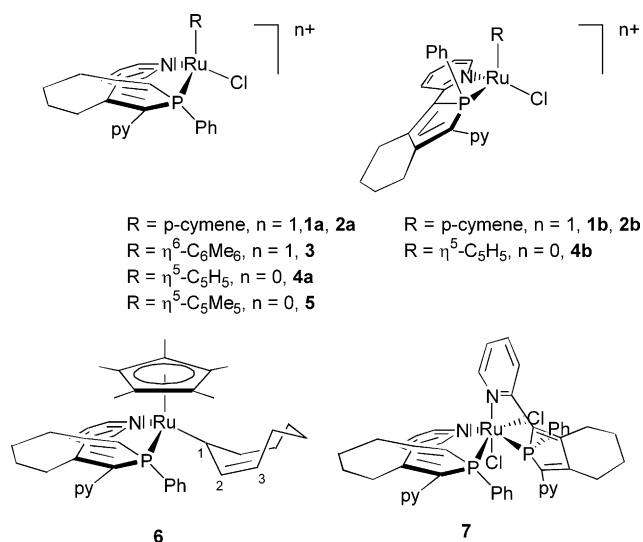 R
n+
N
Ru
Cl
P
py
Ph
R
n+
Ph
N
Ru
P
Cl
py
R = p-cymene, n = 1,1a, 2a
R = η⁶-C₆Me₆, n = 1, 3
R = η⁵-C₅H₅, n = 0, 4a
R = η⁵-C₅Me₅, n = 0, 5
R = p-cymene, n = 1, 1b, 2b
R = η⁵-C₅H₅, n = 0, 4b
N
Ru
P
py
Ph
1
2
3
6
N
N
Ru
Cl
Ph
P
Cl
P
py
Ph
py
7